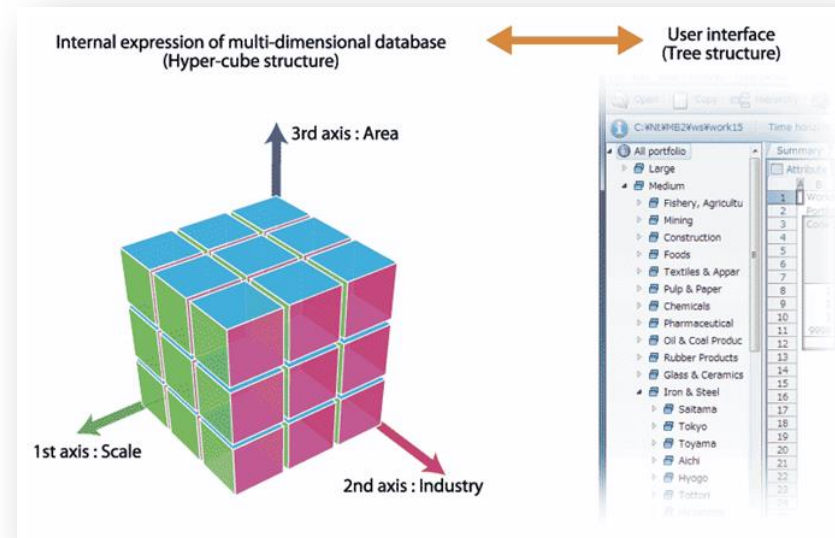 Internal expression of multi-dimensional database
(Hyper-cube structure)
User interface
(Tree structure)
3rd axis : Area
1st axis : Scale
2nd axis : Industry
Open Copy Hierarchy
C:¥Nt¥MB2¥ws¥work15 Time
All portfolio
Large
Medium
Fishery, Agricultu
Mining
Construction
Foods
Textiles & Appar
Pulp & Paper
Chemicals
Pharmaceutical
Oil & Coal Produc
Rubber Products
Glass & Ceramics
Iron & Steel
Saitama
Tokyo
Toyama
Aichi
Hyogo
Tottori
Summary
Attribute
A B
1
2
3 Code
4
5
6
7
8
9
10
11
12
13
14
15
16
17
18
19
20
21
22